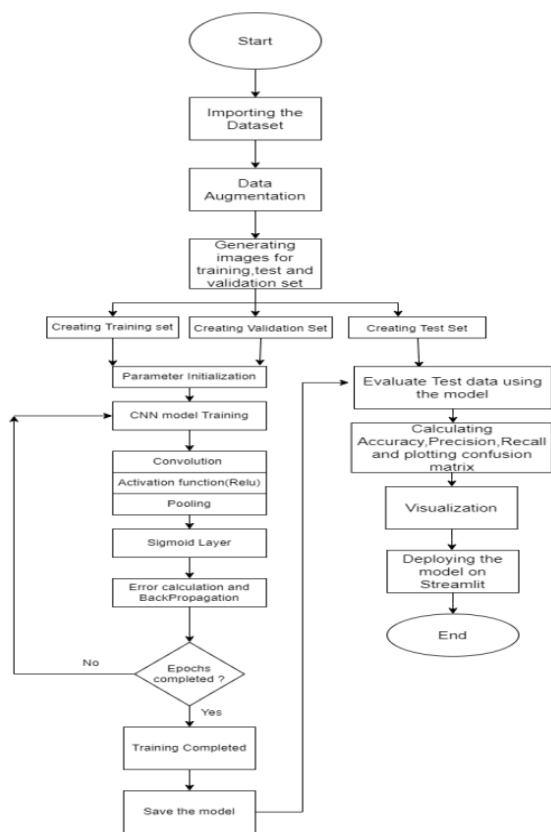 Start
Importing the
Dataset
Data
Augmentation
Generating
images for
training,test and
validation set
Creating Training set
Creating Validation Set
Creating Test Set
Parameter Initialization
CNN model Training
Convolution
Activation function(Relu)
Pooling
Sigmoid Layer
Error calculation and
BackPropagation
Epochs
completed ?
No
Yes
Training Completed
Save the model
Evaluate Test data using
the model
Calculating
Accuracy,Precision,Recall
and plotting confusion
matrix
Visualization
Deploying the
model on
Streamlit
End